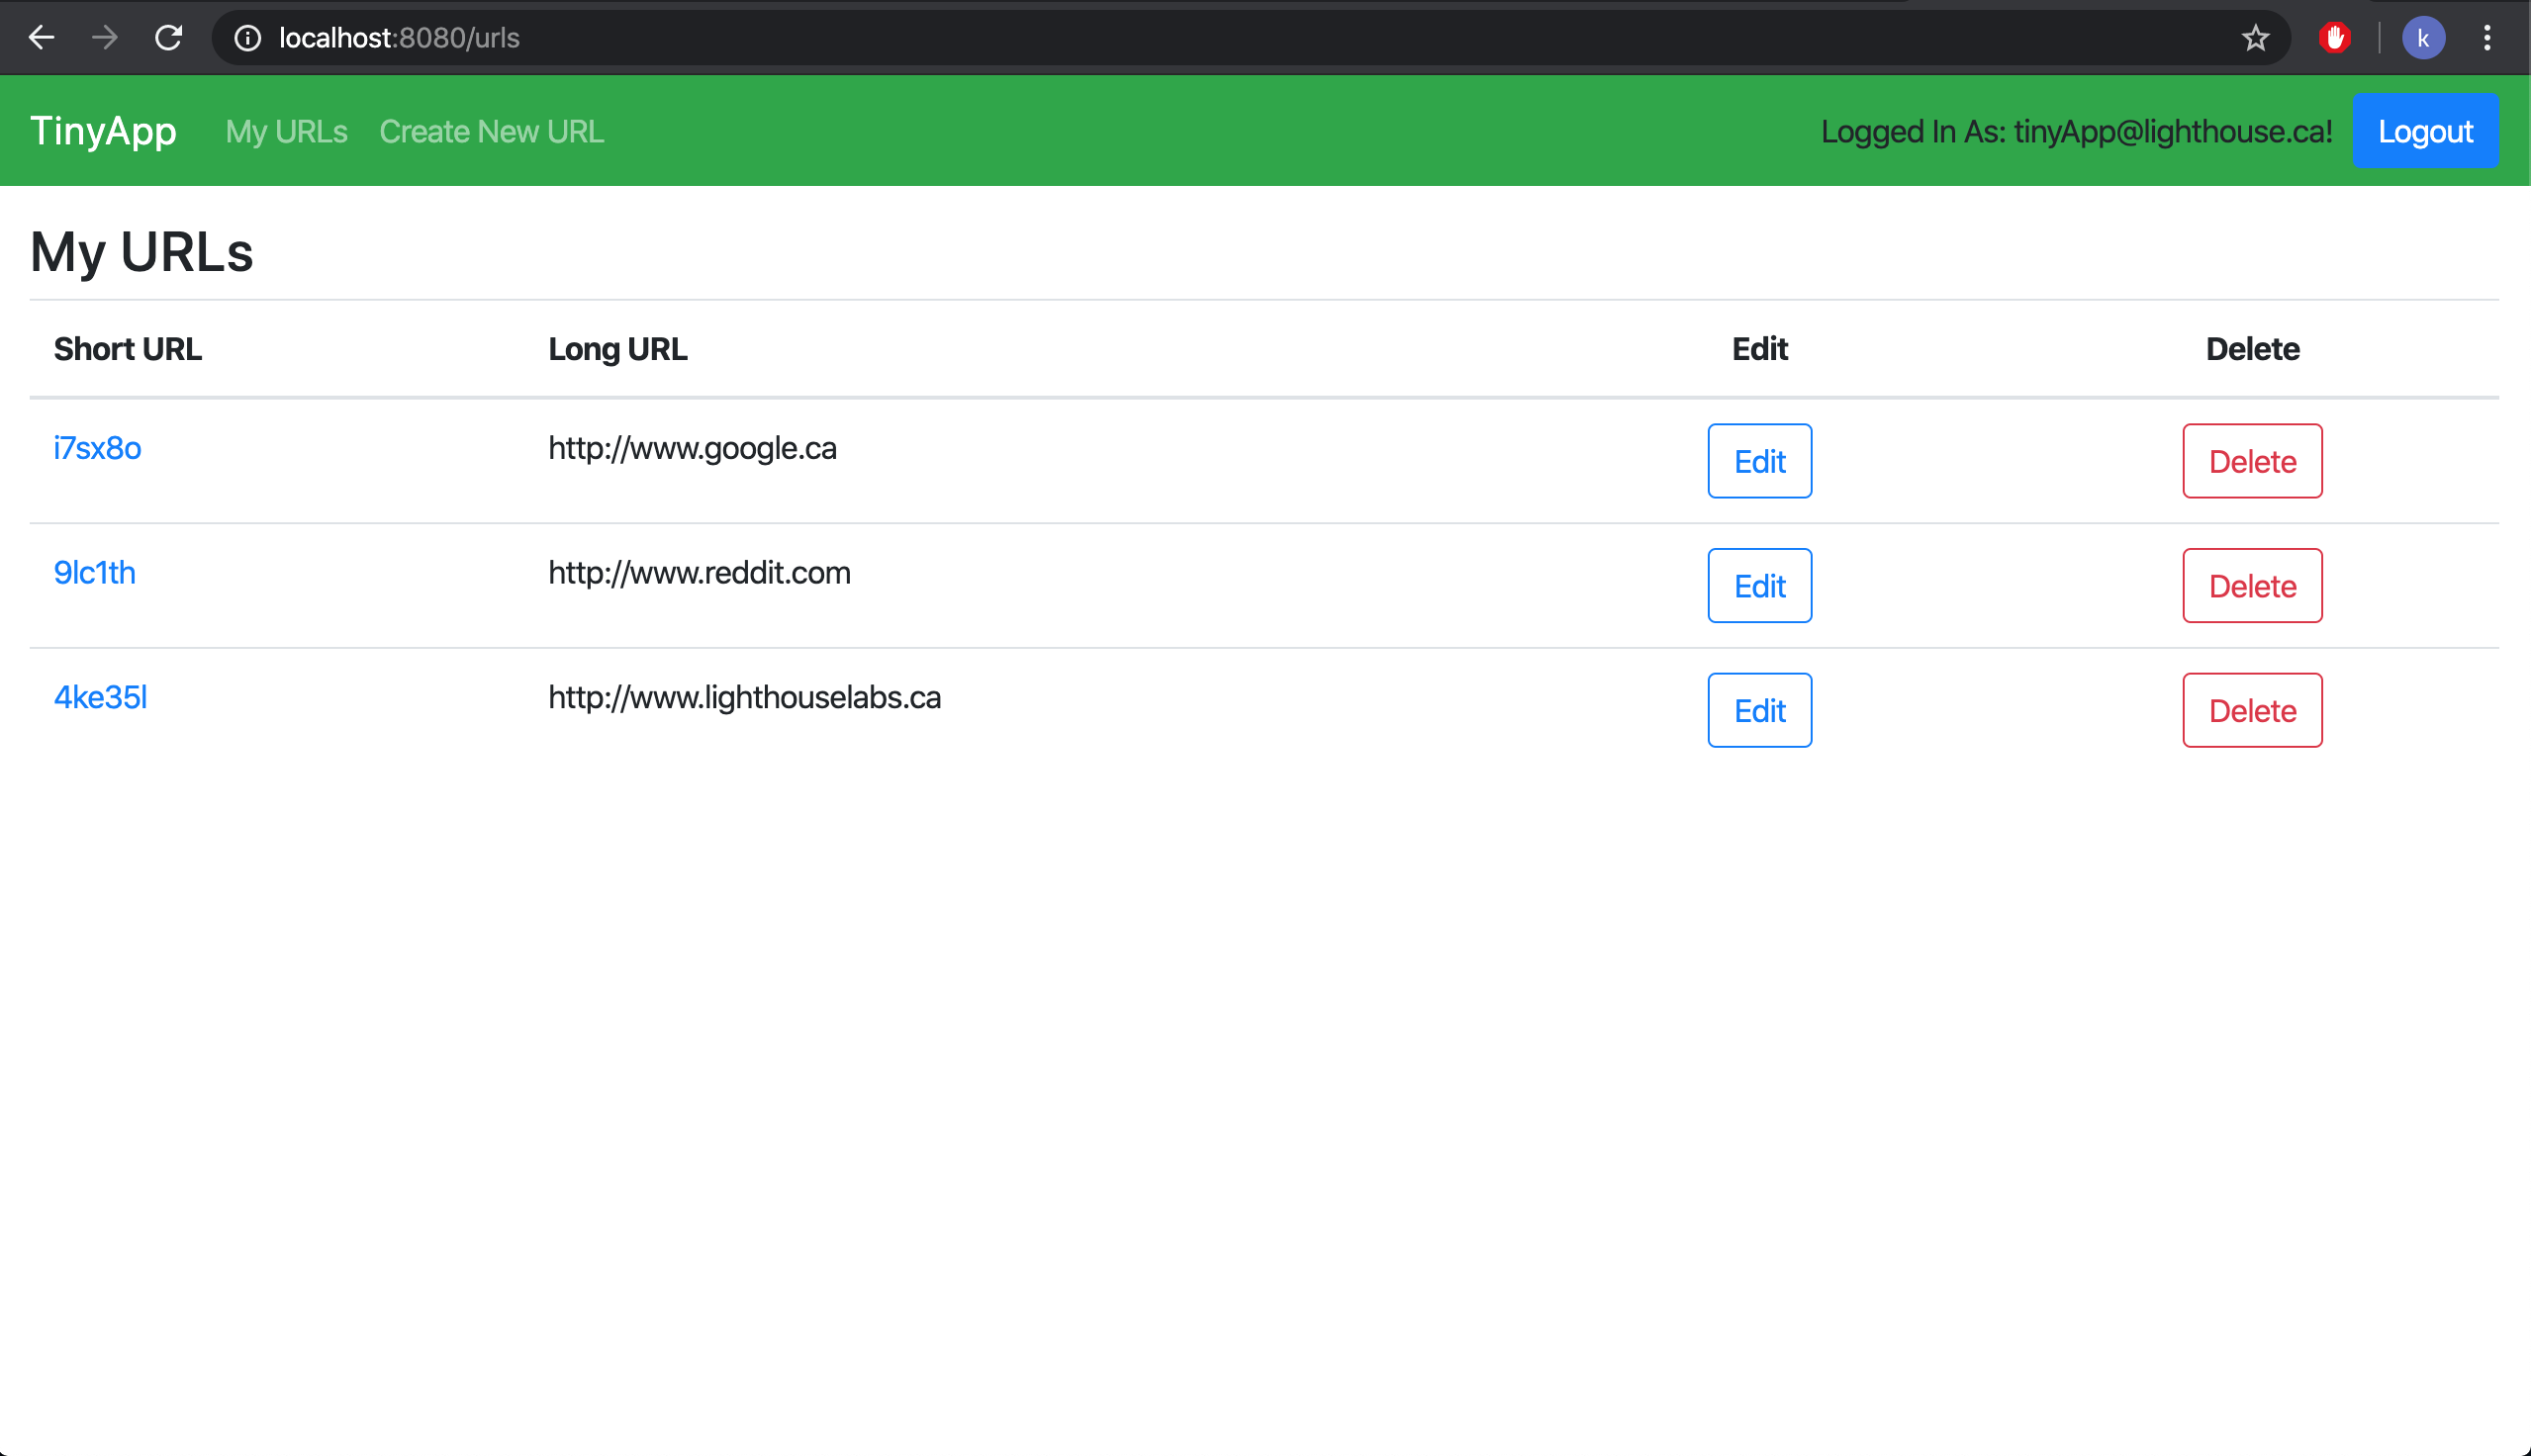 localhost:8080/urls
k
TinyApp My URLs Create New URL Logged In As: tinyApp@lighthouse.ca! Logout
My URLs
Short URL Long URL Edit Delete
i7sx8o http://www.google.ca Edit Delete
9lc1th http://www.reddit.com Edit Delete
4ke35l http://www.lighthouselabs.ca Edit Delete